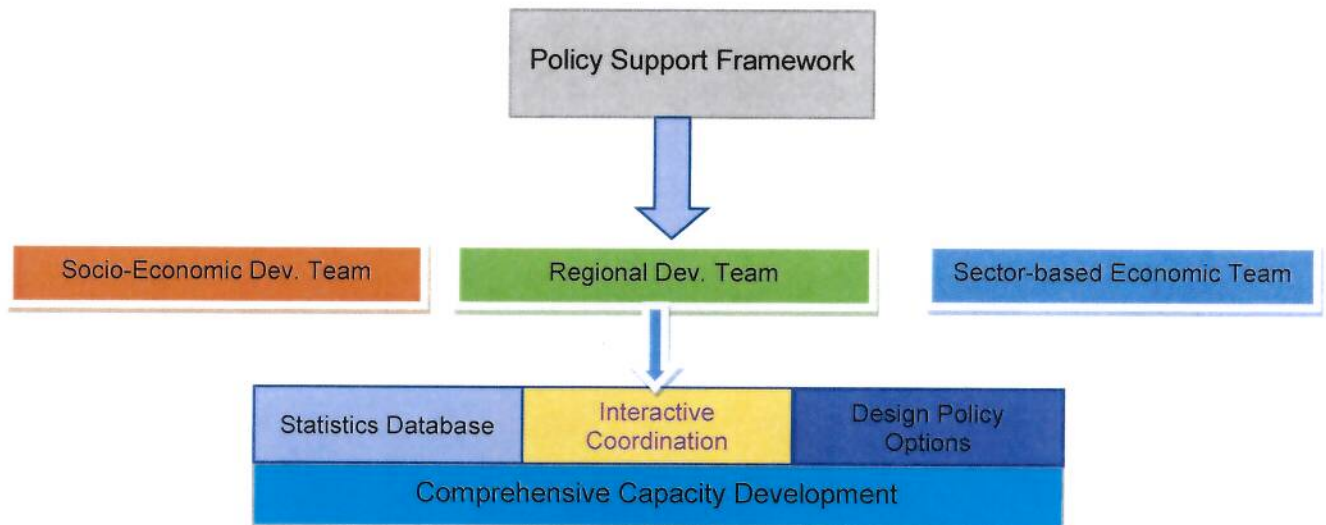 Policy Support Framework
Socio-Economic Dev. Team
Regional Dev. Team
Sector-based Economic Team
Statistics Database
Interactive
Coordination
Design Policy
Options
Comprehensive Capacity Development